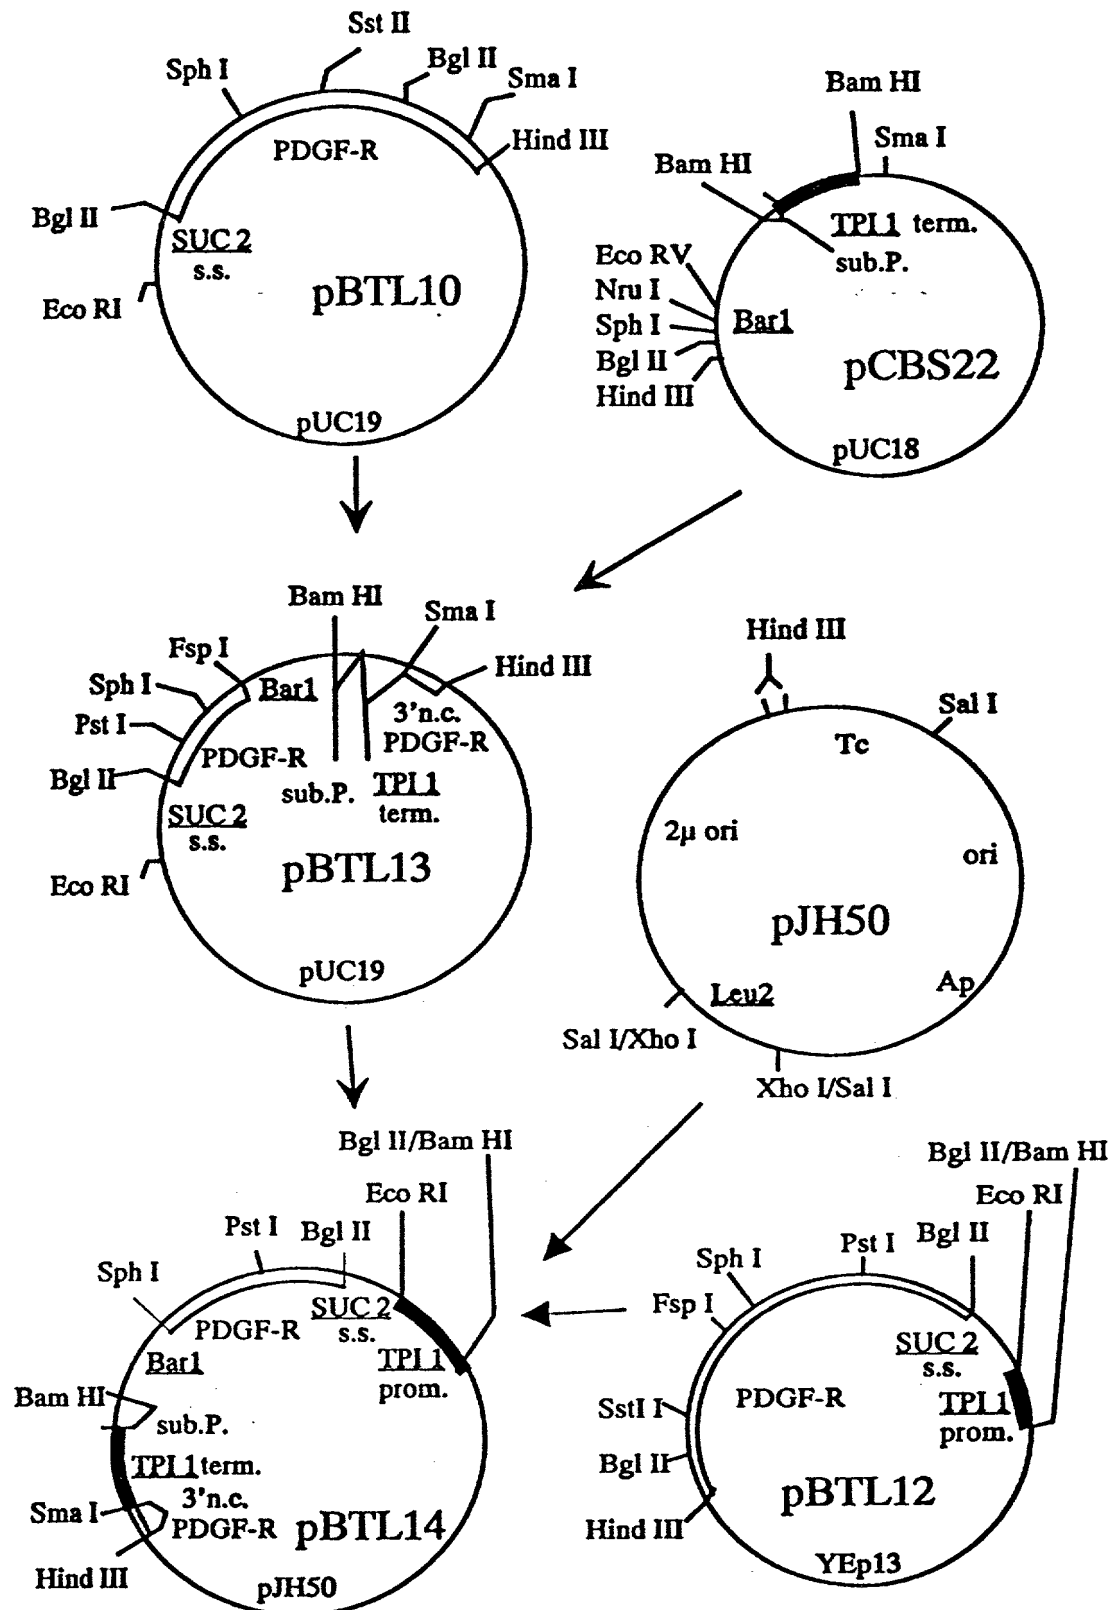 Sst II
Sph I
Bgl II
Sma I
Hind III
PDGF-R
Bgl II
SUC 2
s.s.
Eco RI
pBTL10
pUC19
Bam HI
Sma I
Bam HI
TPI 1 term.
sub.P.
Eco RV
Nru I
Sph I
Bar1
Bgl II
Hind III
pCBS22
pUC18
Bam HI
Sma I
Fsp I
Hind III
Sph I
Bar1
Pst I
3'n.c.
PDGF-R
PDGF-R
Bgl II
sub.P.
TPI 1
term.
SUC 2
s.s.
Eco RI
pBTL13
pUC19
Hind III
Sal I
Tc
2μ ori
ori
pJH50
Leu2
Ap
Sal I/Xho I
Xho I/Sal I
Bgl II/Bam HI
Eco RI
Pst I
Bgl II
Sph I
SUC 2
s.s.
PDGF-R
TPI 1
prom.
Bar1
Bam HI
sub.P.
TPI 1 term.
3'n.c.
Sma I
PDGF-R
pBTL14
Hind III
pJH50
Bgl II/Bam HI
Eco RI
Pst I
Bgl II
Sph I
Fsp I
SUC 2
s.s.
PDGF-R
TPI 1
prom.
SstI I
Bgl II
pBTL12
Hind III
YEp13